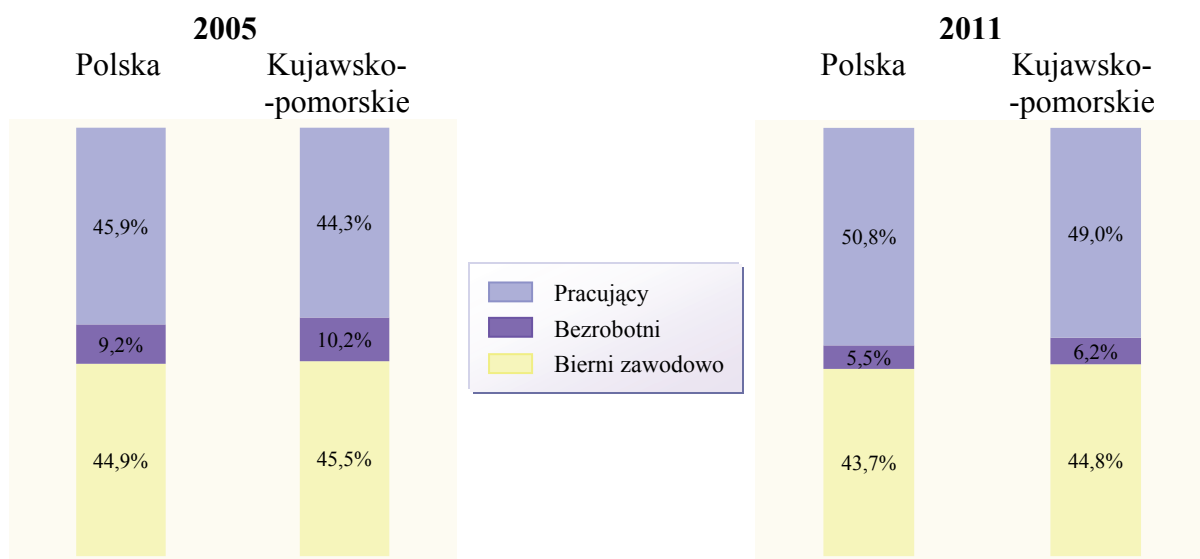 2005
Polska
Kujawsko-
-pomorskie
45,9%
44,3%
9,2%
10,2%
44,9%
45,5%
Pracujący
Bezrobotni
Bierni zawodowo
2011
Polska
Kujawsko-
-pomorskie
50,8%
49,0%
5,5%
6,2%
43,7%
44,8%